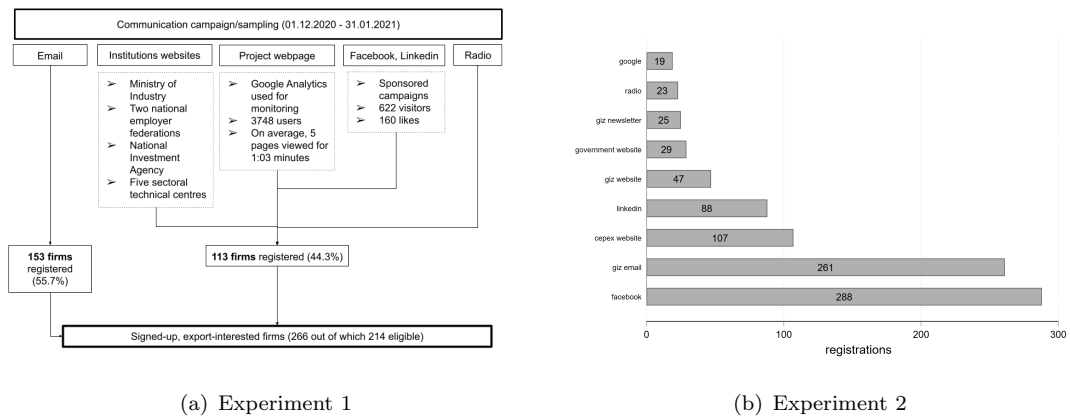 Communication campaign/sampling (01.12.2020 - 31.01.2021)
Email
Institutions websites
Project webpage
Facebook, Linkedin
Radio
➢ Ministry of
Industry
➢ Two national
employer
federations
➢ National
Investment
Agency
➢ Five sectoral
technical centres
➢ Google Analytics
used for
monitoring
➢ 3748 users
➢ On average, 5
pages viewed for
1:03 minutes
➢ Sponsored
campaigns
➢ 622 visitors
➢ 160 likes
153 firms
registered
(55.7%)
113 firms registered (44.3%)
Signed-up, export-interested firms (266 out of which 214 eligible)
(a) Experiment 1
google 19
radio 23
giz newsletter 25
government website 29
giz website 47
linkedin 88
cepex website 107
giz email 261
facebook 288
0 100 200 300
registrations
(b) Experiment 2